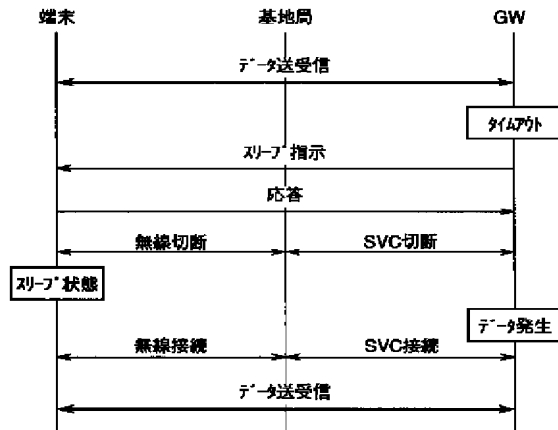 端末 基地局 GW
ﾃﾞｰﾀ送受信
ﾀｲﾑｱｳﾄ
ｽﾘｰﾌﾟ指示
応答
無線切断 SVC切断
ｽﾘｰﾌﾟ状態
ﾃﾞｰﾀ発生
無線接続 SVC接続
ﾃﾞｰﾀ送受信